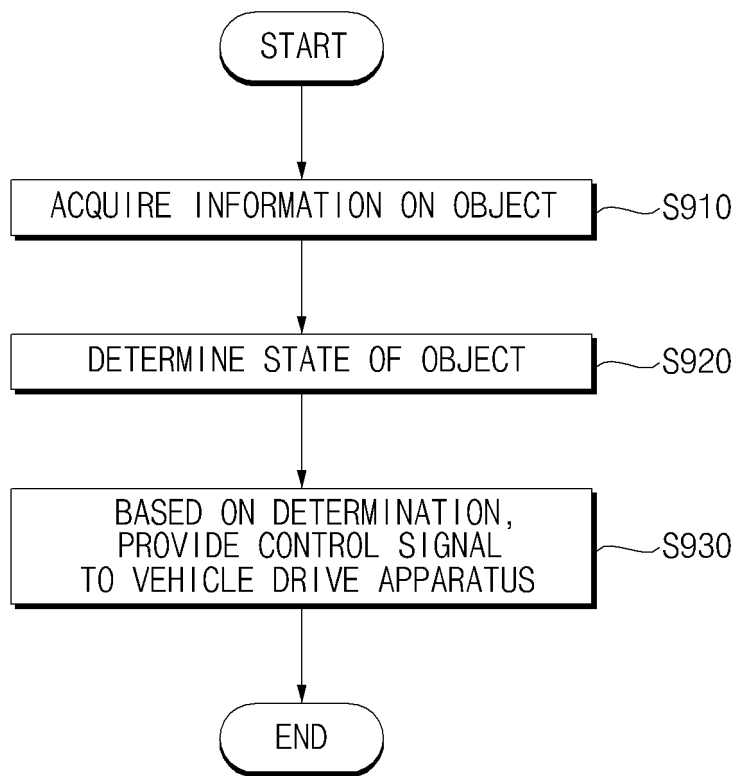 START
ACQUIRE INFORMATION ON OBJECT
S910
DETERMINE STATE OF OBJECT
S920
BASED ON DETERMINATION,
PROVIDE CONTROL SIGNAL
TO VEHICLE DRIVE APPARATUS
S930
END